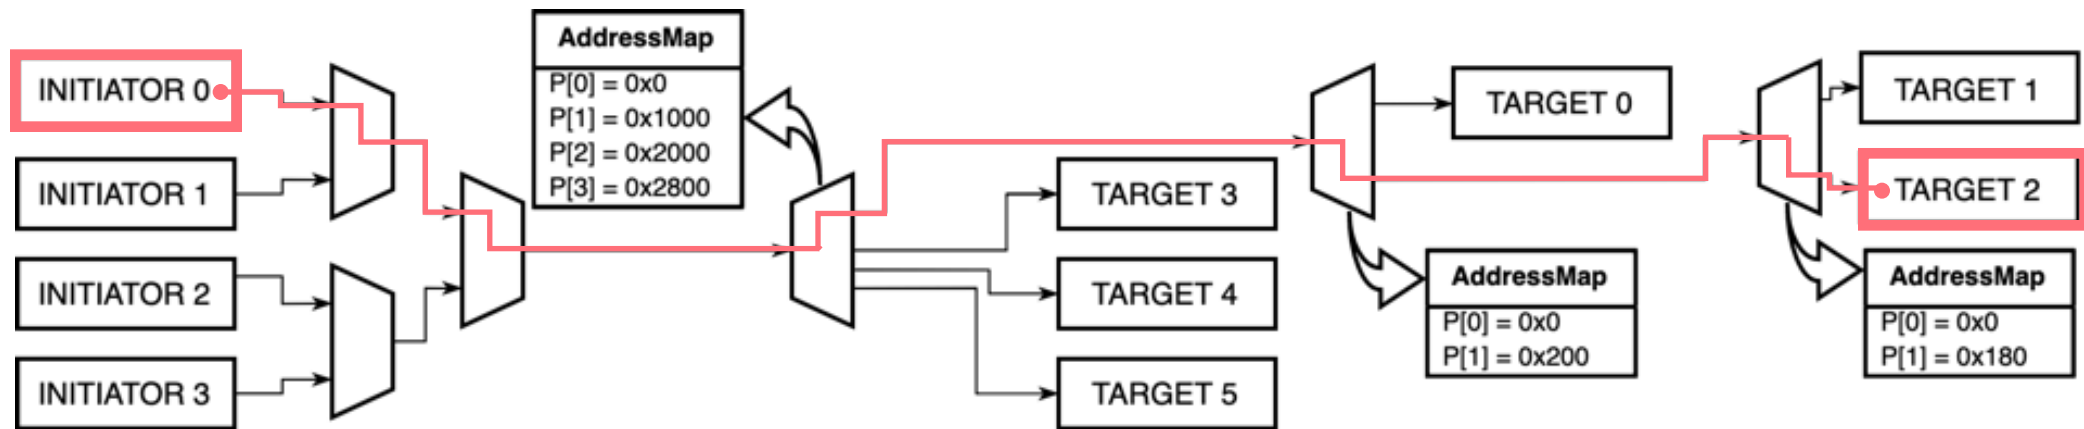 INITIATOR 0
INITIATOR 1
INITIATOR 2
INITIATOR 3
AddressMap
P[0] = 0x0
P[1] = 0x1000
P[2] = 0x2000
P[3] = 0x2800
TARGET 3
TARGET 4
TARGET 5
TARGET 0
AddressMap
P[0] = 0x0
P[1] = 0x200
TARGET 1
TARGET 2
AddressMap
P[0] = 0x0
P[1] = 0x180